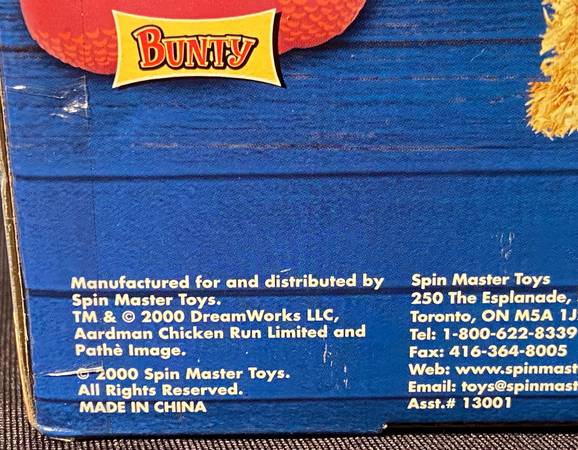 BUNTY
Manufactured for and distributed by
Spin Master Toys.
TM & © 2000 DreamWorks LLC,
Aardman Chicken Run Limited and
Pathè Image.
© 2000 Spin Master Toys.
All Rights Reserved.
MADE IN CHINA
Spin Master Toys
250 The Esplanade,
Toronto, ON M5A 1J
Tel: 1-800-622-8339
Fax: 416-364-8005
Web: www.spinmast
Email: toys@spinmast
Asst.# 13001